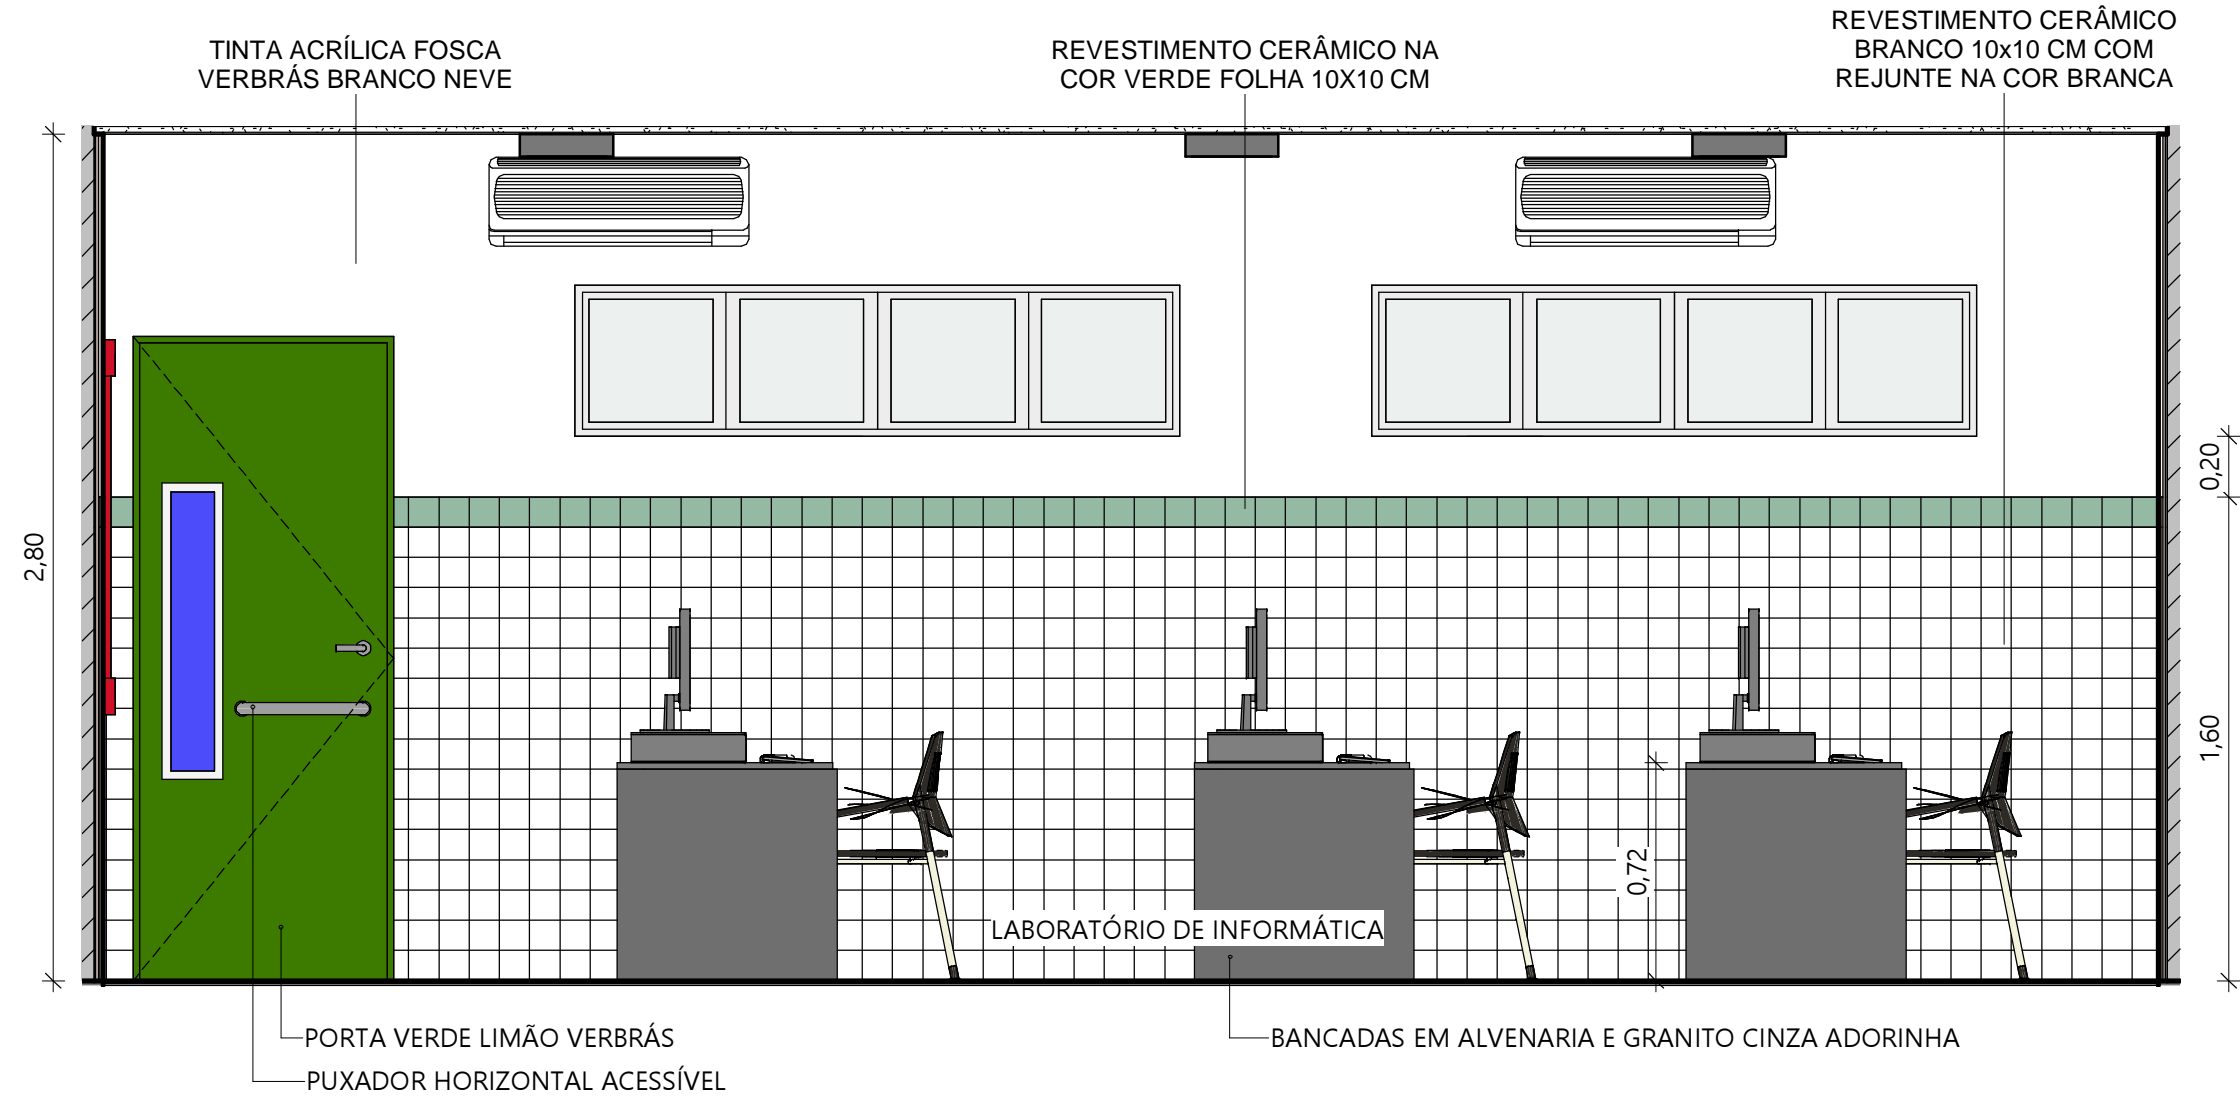 TINTA ACRÍLICA FOSCA
VERBRÁS BRANCO NEVE
REVESTIMENTO CERÂMICO NA
COR VERDE FOLHA 10X10 CM
REVESTIMENTO CERÂMICO
BRANCO 10x10 CM COM
REJUNTE NA COR BRANCA
2,80
0,20
1,60
0,72
LABORATÓRIO DE INFORMÁTICA
PORTA VERDE LIMÃO VERBRÁS
BANCADAS EM ALVENARIA E GRANITO CINZA ADORINHA
PUXADOR HORIZONTAL ACESSÍVEL